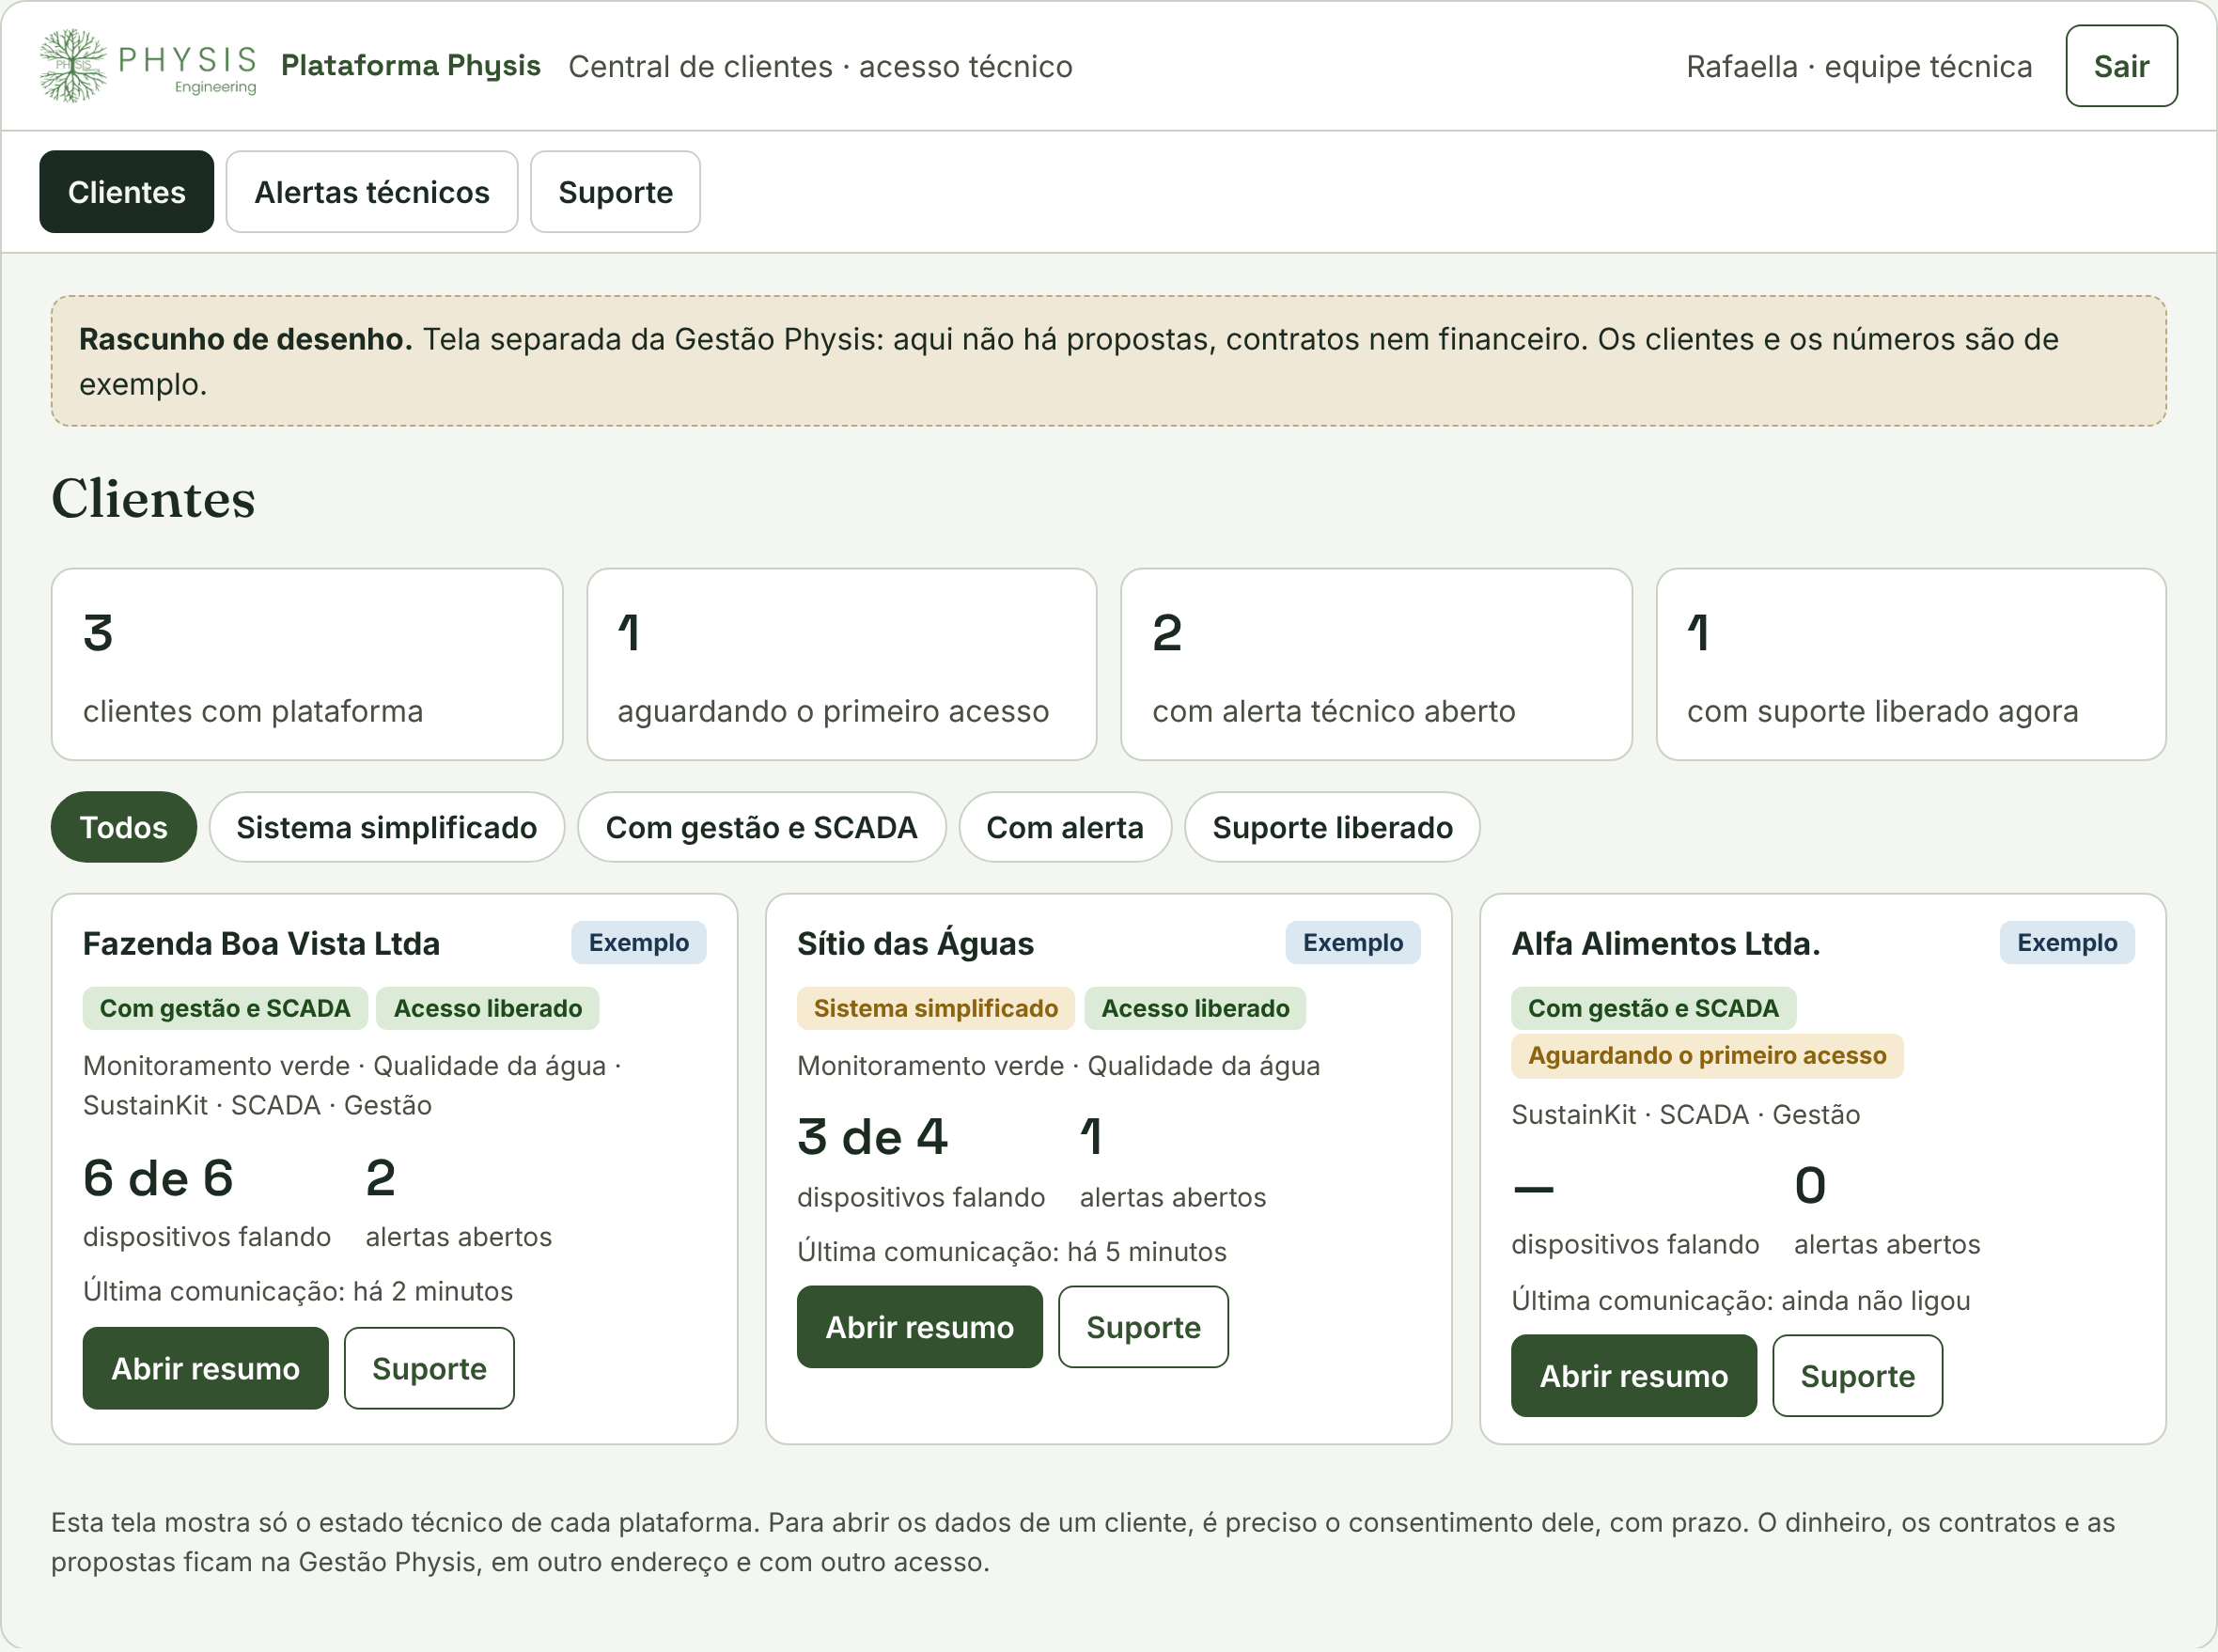 PHYSIS
PHYSIS
Engineering
Plataforma Physis
Central de clientes · acesso técnico
Rafaella · equipe técnica
Sair
Clientes
Alertas técnicos
Suporte
Rascunho de desenho. Tela separada da Gestão Physis: aqui não há propostas, contratos nem financeiro. Os clientes e os números são de
exemplo.
Clientes
3
clientes com plataforma
1
aguardando o primeiro acesso
2
com alerta técnico aberto
1
com suporte liberado agora
Todos
Sistema simplificado
Com gestão e SCADA
Com alerta
Suporte liberado
Fazenda Boa Vista Ltda
Exemplo
Com gestão e SCADA
Acesso liberado
Monitoramento verde · Qualidade da água ·
SustainKit · SCADA · Gestão
6 de 6
dispositivos falando
2
alertas abertos
Última comunicação: há 2 minutos
Abrir resumo
Suporte
Sítio das Águas
Exemplo
Sistema simplificado
Acesso liberado
Monitoramento verde · Qualidade da água
3 de 4
dispositivos falando
1
alertas abertos
Última comunicação: há 5 minutos
Abrir resumo
Suporte
Alfa Alimentos Ltda.
Exemplo
Com gestão e SCADA
Aguardando o primeiro acesso
SustainKit · SCADA · Gestão
—
dispositivos falando
0
alertas abertos
Última comunicação: ainda não ligou
Abrir resumo
Suporte
Esta tela mostra só o estado técnico de cada plataforma. Para abrir os dados de um cliente, é preciso o consentimento dele, com prazo. O dinheiro, os contratos e as
propostas ficam na Gestão Physis, em outro endereço e com outro acesso.